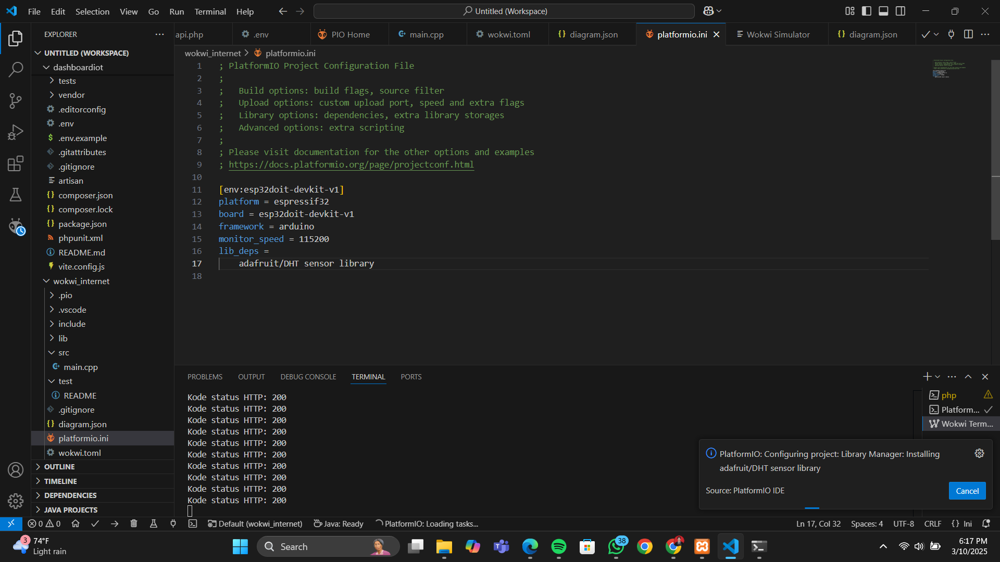 File Edit Selection View Go Run Terminal Help
Untitled (Workspace)
EXPLORER
api.php
.env
PIO Home
main.cpp
wokwi.toml
diagram.json
platformio.ini
Wokwi Simulator
diagram.json
UNTITLED (WORKSPACE)
dashboardiot
tests
vendor
.editorconfig
.env
.env.example
.gitattributes
.gitignore
artisan
composer.json
composer.lock
package.json
phpunit.xml
README.md
vite.config.js
wokwi_internet
.pio
.vscode
include
lib
src
main.cpp
test
README
.gitignore
diagram.json
platformio.ini
wokwi.toml
OUTLINE
TIMELINE
DEPENDENCIES
JAVA PROJECTS
wokwi_internet > platformio.ini
1 ; PlatformIO Project Configuration File
2 ;
3 ;   Build options: build flags, source filter
4 ;   Upload options: custom upload port, speed and extra flags
5 ;   Library options: dependencies, extra library storages
6 ;   Advanced options: extra scripting
7 ;
8 ; Please visit documentation for the other options and examples
9 ; https://docs.platformio.org/page/projectconf.html
10
11 [env:esp32doit-devkit-v1]
12 platform = espressif32
13 board = esp32doit-devkit-v1
14 framework = arduino
15 monitor_speed = 115200
16 lib_deps =
17     adafruit/DHT sensor library
18
PROBLEMS OUTPUT DEBUG CONSOLE TERMINAL PORTS
Kode status HTTP: 200
Kode status HTTP: 200
Kode status HTTP: 200
Kode status HTTP: 200
Kode status HTTP: 200
Kode status HTTP: 200
Kode status HTTP: 200
Kode status HTTP: 200
Kode status HTTP: 200
Kode status HTTP: 200
php
Platform...
Wokwi Term...
PlatformIO: Configuring project: Library Manager: Installing
adafruit/DHT sensor library
Source: PlatformIO IDE
Cancel
0 0 Default (wokwi_internet) Java: Ready PlatformIO: Loading tasks... Ln 17, Col 32 Spaces: 4 UTF-8 CRLF {} Ini
3
74°F
Light rain
Search
38
6:17 PM
3/10/2025